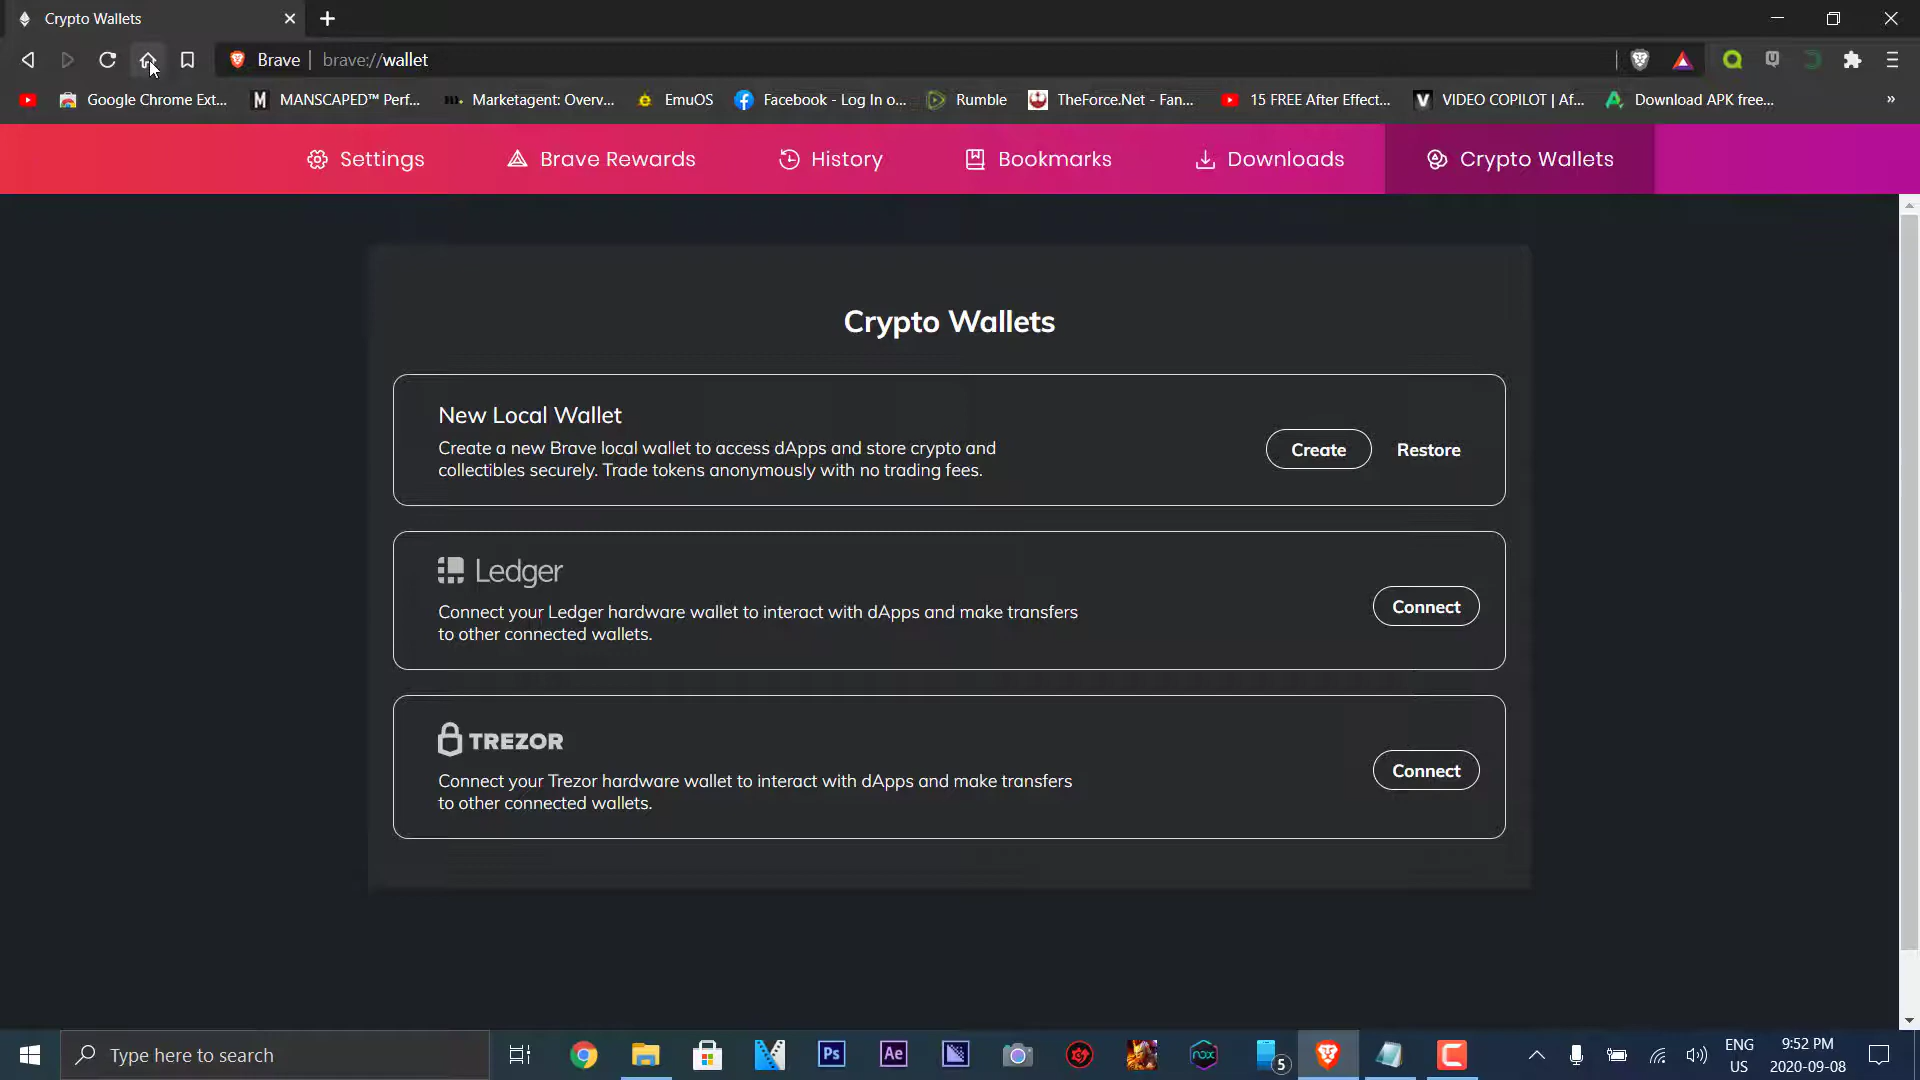 Crypto Wallets
Brave
brave://wallet
Google Chrome Ext...
M
MANSCAPED™ Perf...
Marketagent: Overv...
EmuOS
Facebook - Log In o...
Rumble
TheForce.Net - Fan...
15 FREE After Effect...
V
VIDEO COPILOT | Af...
Download APK free...
»
Settings
Brave Rewards
History
Bookmarks
Downloads
Crypto Wallets
Crypto Wallets
New Local Wallet
Create a new Brave local wallet to access dApps and store crypto and
collectibles securely. Trade tokens anonymously with no trading fees.
Create
Restore
Ledger
Connect your Ledger hardware wallet to interact with dApps and make transfers
to other connected wallets.
Connect
TREZOR
Connect your Trezor hardware wallet to interact with dApps and make transfers
to other connected wallets.
Connect
Type here to search
Ps
Ae
nox
5
ENG
US
9:52 PM
2020-09-08